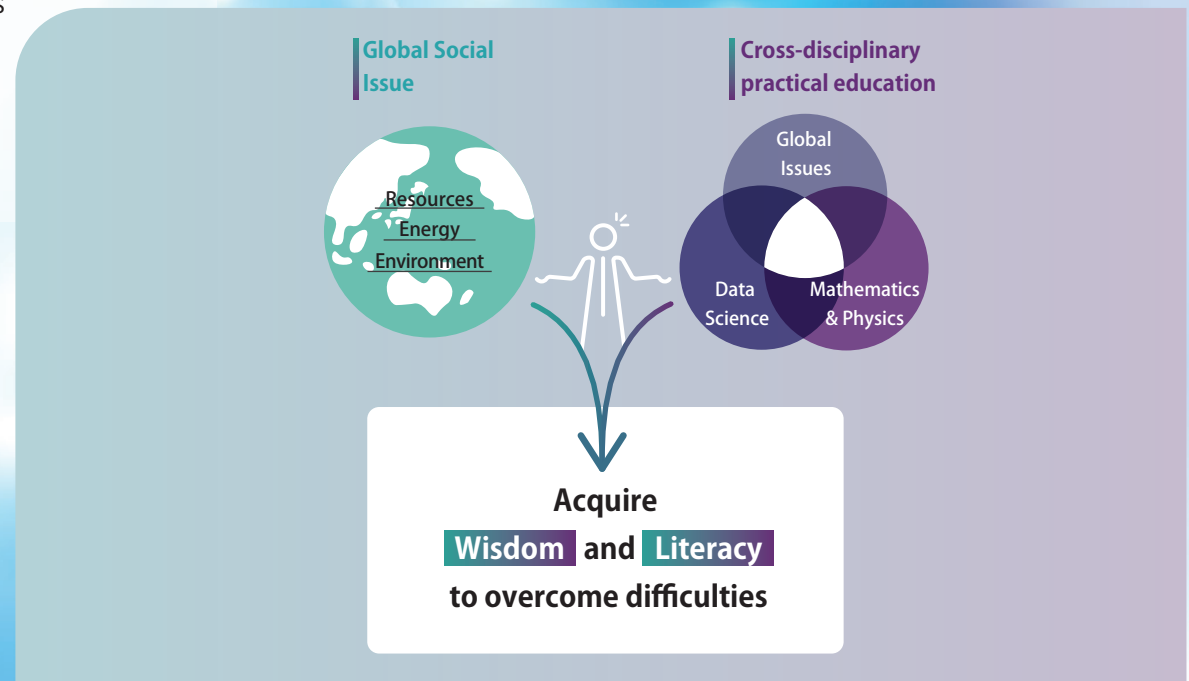 s
Global Social
Issue
Resources
Energy
Environment
Cross-disciplinary
practical education
Global
Issues
Data
Science
Mathematics
& Physics
Acquire
Wisdom and Literacy
to overcome difficulties